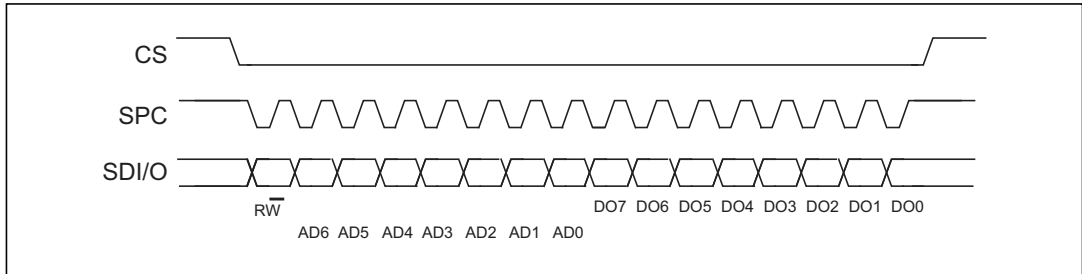 CS
SPC
SDI/O
RW̅
DO7 DO6 DO5 DO4 DO3 DO2 DO1 DO0
AD6 AD5 AD4 AD3 AD2 AD1 AD0